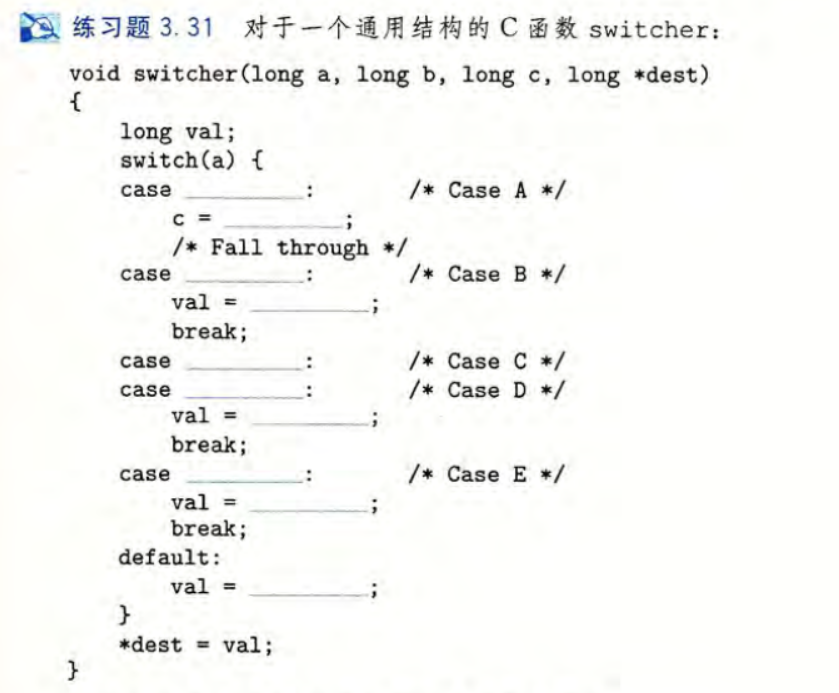 练习题 3.31 对于一个通用结构的 C 函数 switcher:
void switcher(long a, long b, long c, long *dest)
{
long val;
switch(a) {
case ________: /* Case A */
c = ________;
/* Fall through */
case ________: /* Case B */
val = ________;
break;
case ________: /* Case C */
case ________: /* Case D */
val = ________;
break;
case ________: /* Case E */
val = ________;
break;
default:
val = ________;
}
*dest = val;
}